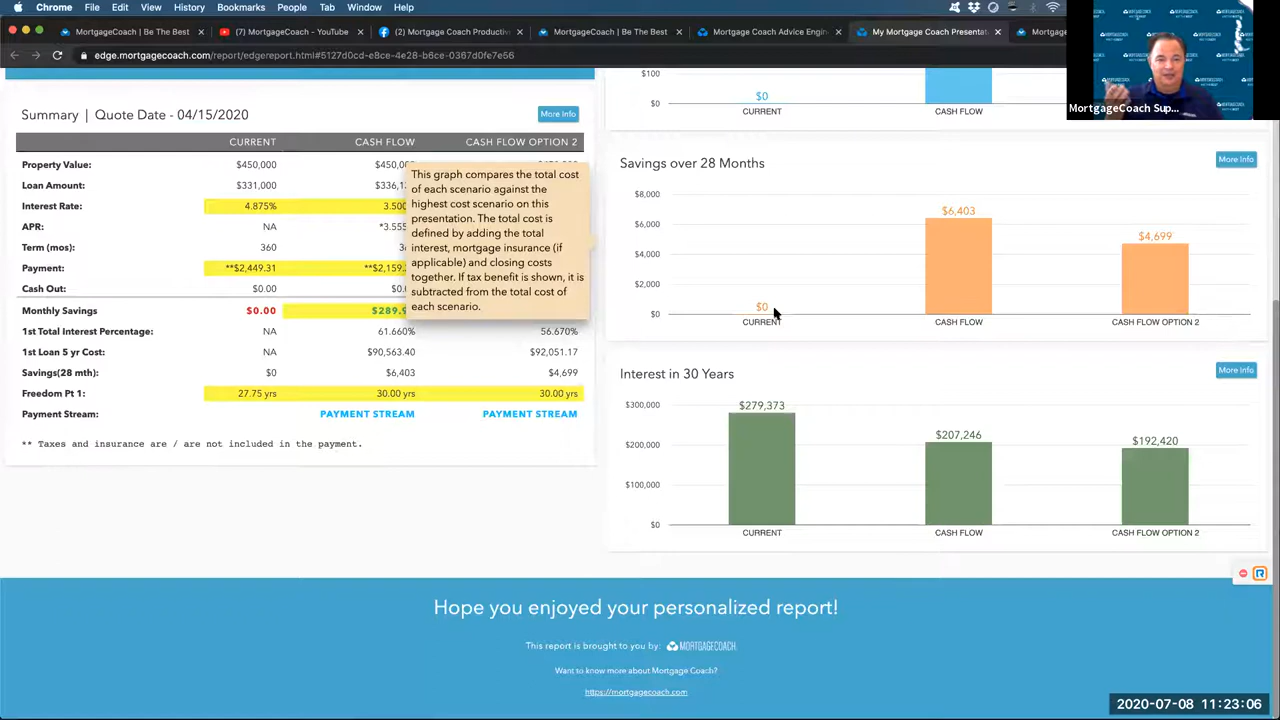 Chrome File Edit View History Bookmarks People Tab Window Help
MortgageCoach | Be The Best
MortgageCoach - YouTube
(2) Mortgage Coach Productiv
MortgageCoach | Be The Best
Mortgage Coach Advice Engin
My Mortgage Coach Presentat
edge.mortgagecoach.com/report/edgereport.html#
MortgageCoach Sup...
Summary | Quote Date - 04/15/2020
More Info
CURRENT CASH FLOW CASH FLOW OPTION 2
Property Value: $450,000
Loan Amount: $331,000
Interest Rate: 4.875% 3.500
APR: NA *3.555
Term (mos): 360
Payment: **$2,449.31 **$2,159.
Cash Out: $0.00
Monthly Savings $0.00 $289.
1st Total Interest Percentage: NA 61.660% 56.670%
1st Loan 5 yr Cost: NA $90,563.40 $92,051.17
Savings(28 mth): $0 $6,403 $4,699
Freedom Pt 1: 27.75 yrs 30.00 yrs 30.00 yrs
Payment Stream: PAYMENT STREAM PAYMENT STREAM
** Taxes and insurance are / are not included in the payment.
This graph compares the total cost
of each scenario against the
highest cost scenario on this
presentation. The total cost is
defined by adding the total
interest, mortgage insurance (if
applicable) and closing costs
together. If tax benefit is shown, it is
subtracted from the total cost of
each scenario.
$100
$0
$0
CURRENT CASH FLOW CASH FLOW OPTION 2
Savings over 28 Months
More Info
$8,000
$6,000
$4,000
$2,000
$0
$0 $6,403 $4,699
CURRENT CASH FLOW CASH FLOW OPTION 2
Interest in 30 Years
More Info
$300,000
$200,000
$100,000
$0
$279,373 $207,246 $192,420
CURRENT CASH FLOW CASH FLOW OPTION 2
Hope you enjoyed your personalized report!
This report is brought to you by: MORTGAGECOACH
Want to know more about Mortgage Coach?
https://mortgagecoach.com
2020-07-08 11:23:06